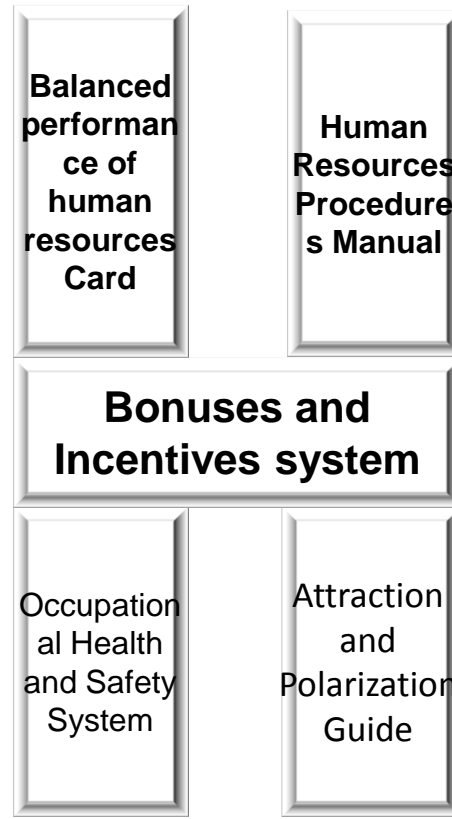 Balanced
performan
ce of
human
resources
Card
Human
Resources
Procedure
s Manual
Bonuses and
Incentives system
Occupation
al Health
and Safety
System
Attraction
and
Polarization
Guide